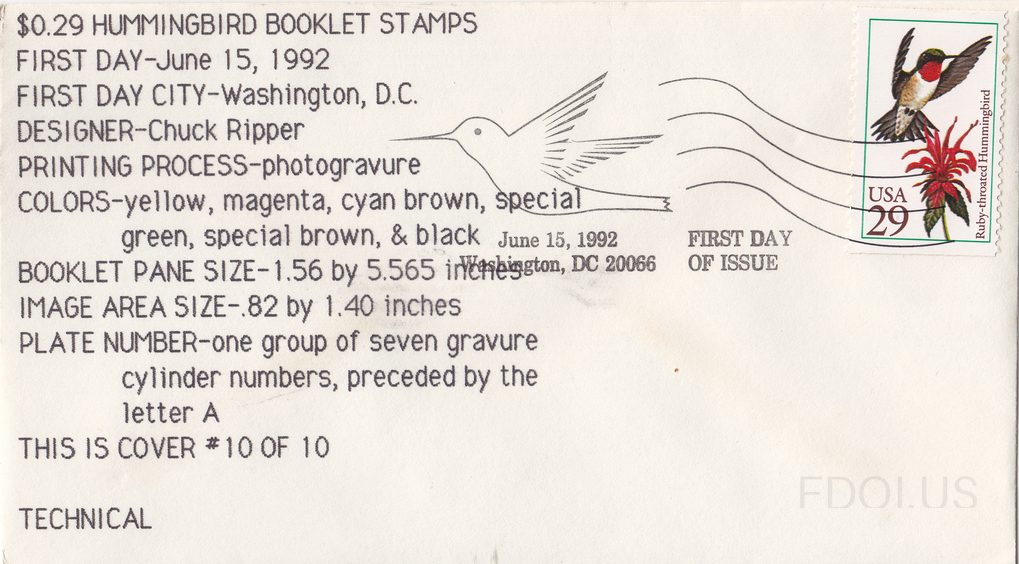 $0.29 HUMMINGBIRD BOOKLET STAMPS
FIRST DAY-June 15, 1992
FIRST DAY CITY-Washington, D.C.
DESIGNER-Chuck Ripper
PRINTING PROCESS-photogravure
COLORS-yellow, magenta, cyan brown, special
green, special brown, & black
BOOKLET PANE SIZE-1.56 by 5.565 inches
IMAGE AREA SIZE-.82 by 1.40 inches
PLATE NUMBER-one group of seven gravure
cylinder numbers, preceded by the
letter A
THIS IS COVER #10 OF 10
TECHNICAL
June 15, 1992
Washington, DC 20066
FIRST DAY
OF ISSUE
USA
29
Ruby-throated Hummingbird
FDOI.US